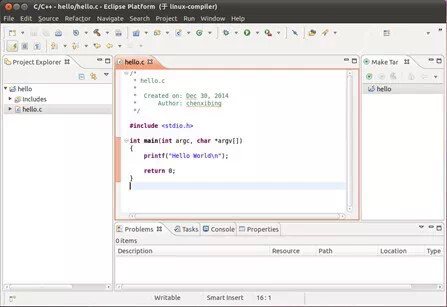 C/C++ - hello/hello.c - Eclipse Platform (于 linux-compiler)
File Edit Source Refactor Navigate Search Project Run Window Help
C/C++
Project Explorer
hello
Includes
hello.c
hello.c
/*
* hello.c
*
* Created on: Dec 30, 2014
* Author: chenxibing
*/
#include <stdio.h>
int main(int argc, char *argv[])
{
printf("Hello World\n");
return 0;
}
Make Tar
hello
Problems Tasks Console Properties
0 items
Description Resource Path Location Type
Writable Smart Insert 16 : 1